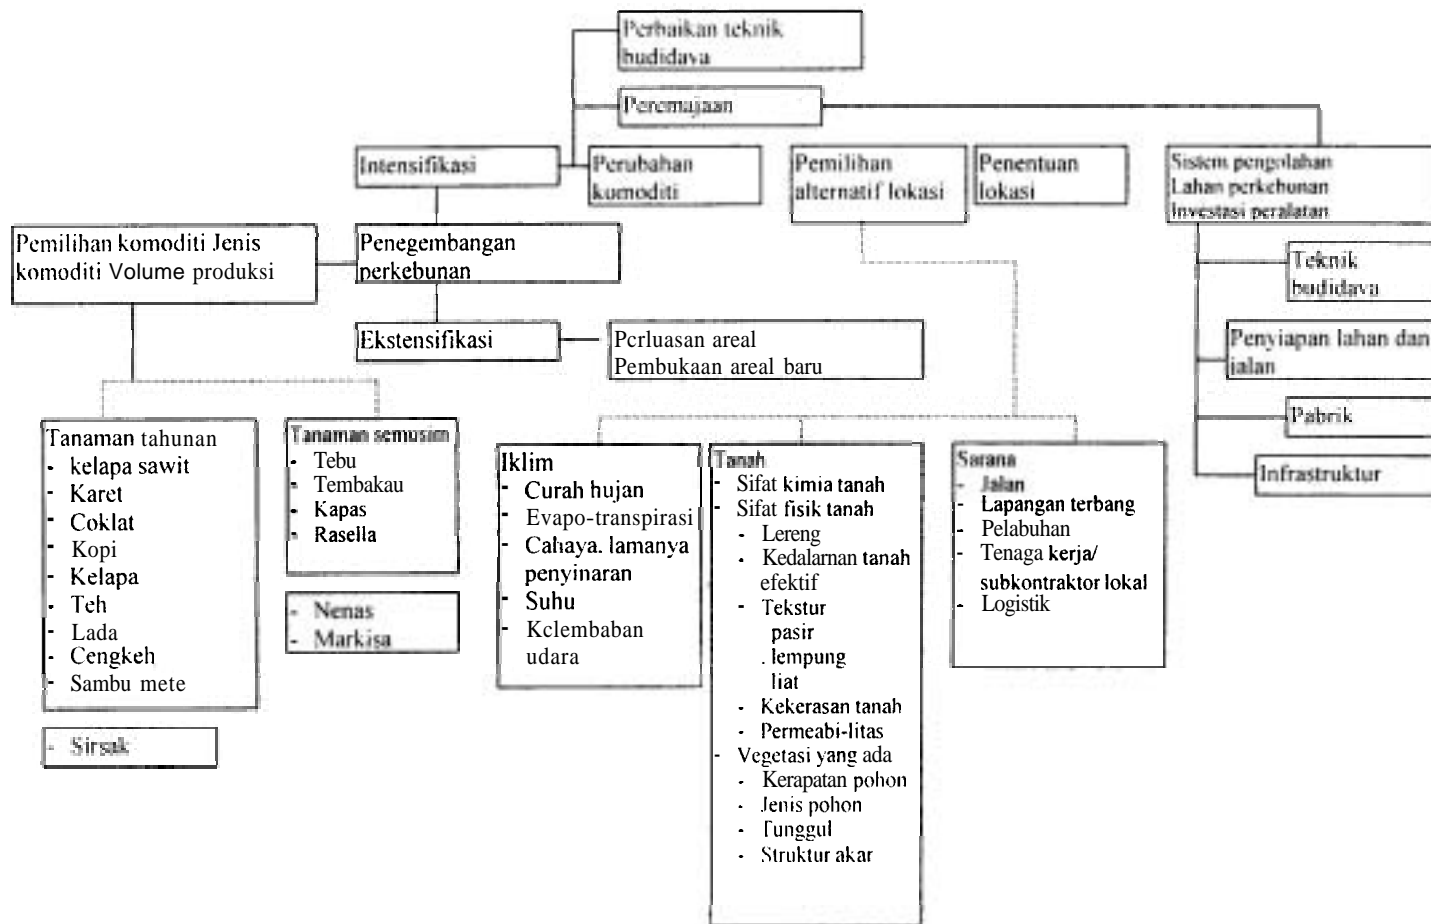 Perbaikan teknik
budidaya
Peremajaan
Intensifikasi
Perubahan
komoditi
Pemilihan
alternatif lokasi
Penentuan
lokasi
Sistem pengolahan
Lahan perkebunan
Investasi peralatan
Pemilihan komoditi Jenis
komoditi Volume produksi
Penegembangan
perkebunan
Teknik
budidaya
Ekstensifikasi
Perluasan areal
Pembukaan areal baru
Penyiapan lahan dan
jalan
Pabrik
Infrastruktur
Tanaman tahunan
- kelapa sawit
- Karet
- Coklat
- Kopi
- Kelapa
- Teh
- Lada
- Cengkeh
- Sambu mete
- Sirsak
Tanaman semusim
- Tebu
- Tembakau
- Kapas
- Rasella
- Nenas
- Markisa
Iklim
- Curah hujan
- Evapo-transpirasi
- Cahaya. lamanya
penyinaran
- Suhu
- Kelembaban
udara
Tanah
- Sifat kimia tanah
- Sifat fisik tanah
- Lereng
- Kedalarnan tanah
efektif
- Tekstur
pasir
. lempung
liat
- Kekerasan tanah
- Permeabi-litas
- Vegetasi yang ada
- Kerapatan pohon
- Jenis pohon
- Tunggul
- Struktur akar
Sarana
- Jalan
- Lapangan terbang
- Pelabuhan
- Tenaga kerja/
subkontraktor lokal
- Logistik